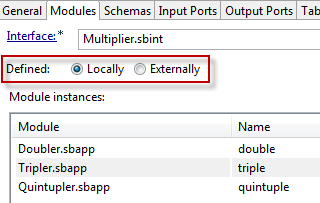 General Modules Schemas Input Ports Output Ports
Interface:* Multiplier.sbint
Defined: Locally Externally
Module instances:
Module Name
Doubler.sbapp double
Tripler.sbapp triple
Quintupler.sbapp quintuple